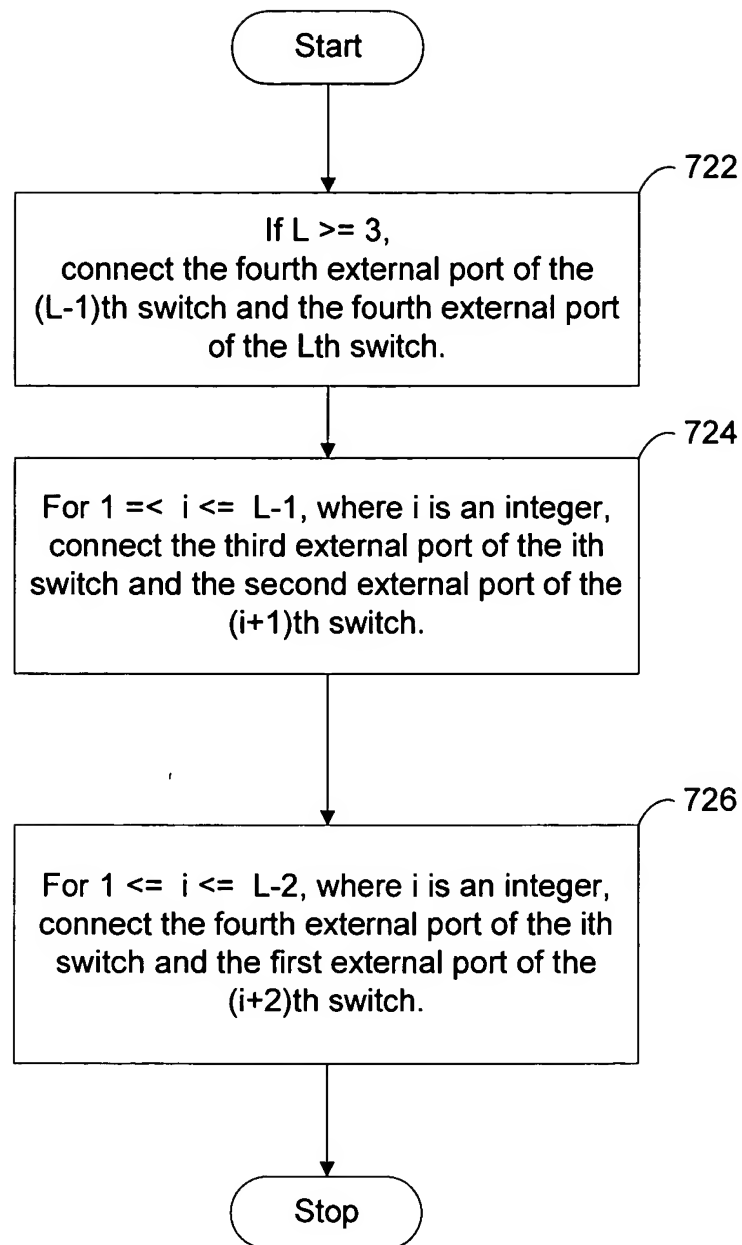 Start
722
If L >= 3,
connect the fourth external port of the
(L-1)th switch and the fourth external port
of the Lth switch.
724
For 1 =< i <= L-1, where i is an integer,
connect the third external port of the ith
switch and the second external port of the
(i+1)th switch.
726
For 1 <= i <= L-2, where i is an integer,
connect the fourth external port of the ith
switch and the first external port of the
(i+2)th switch.
Stop